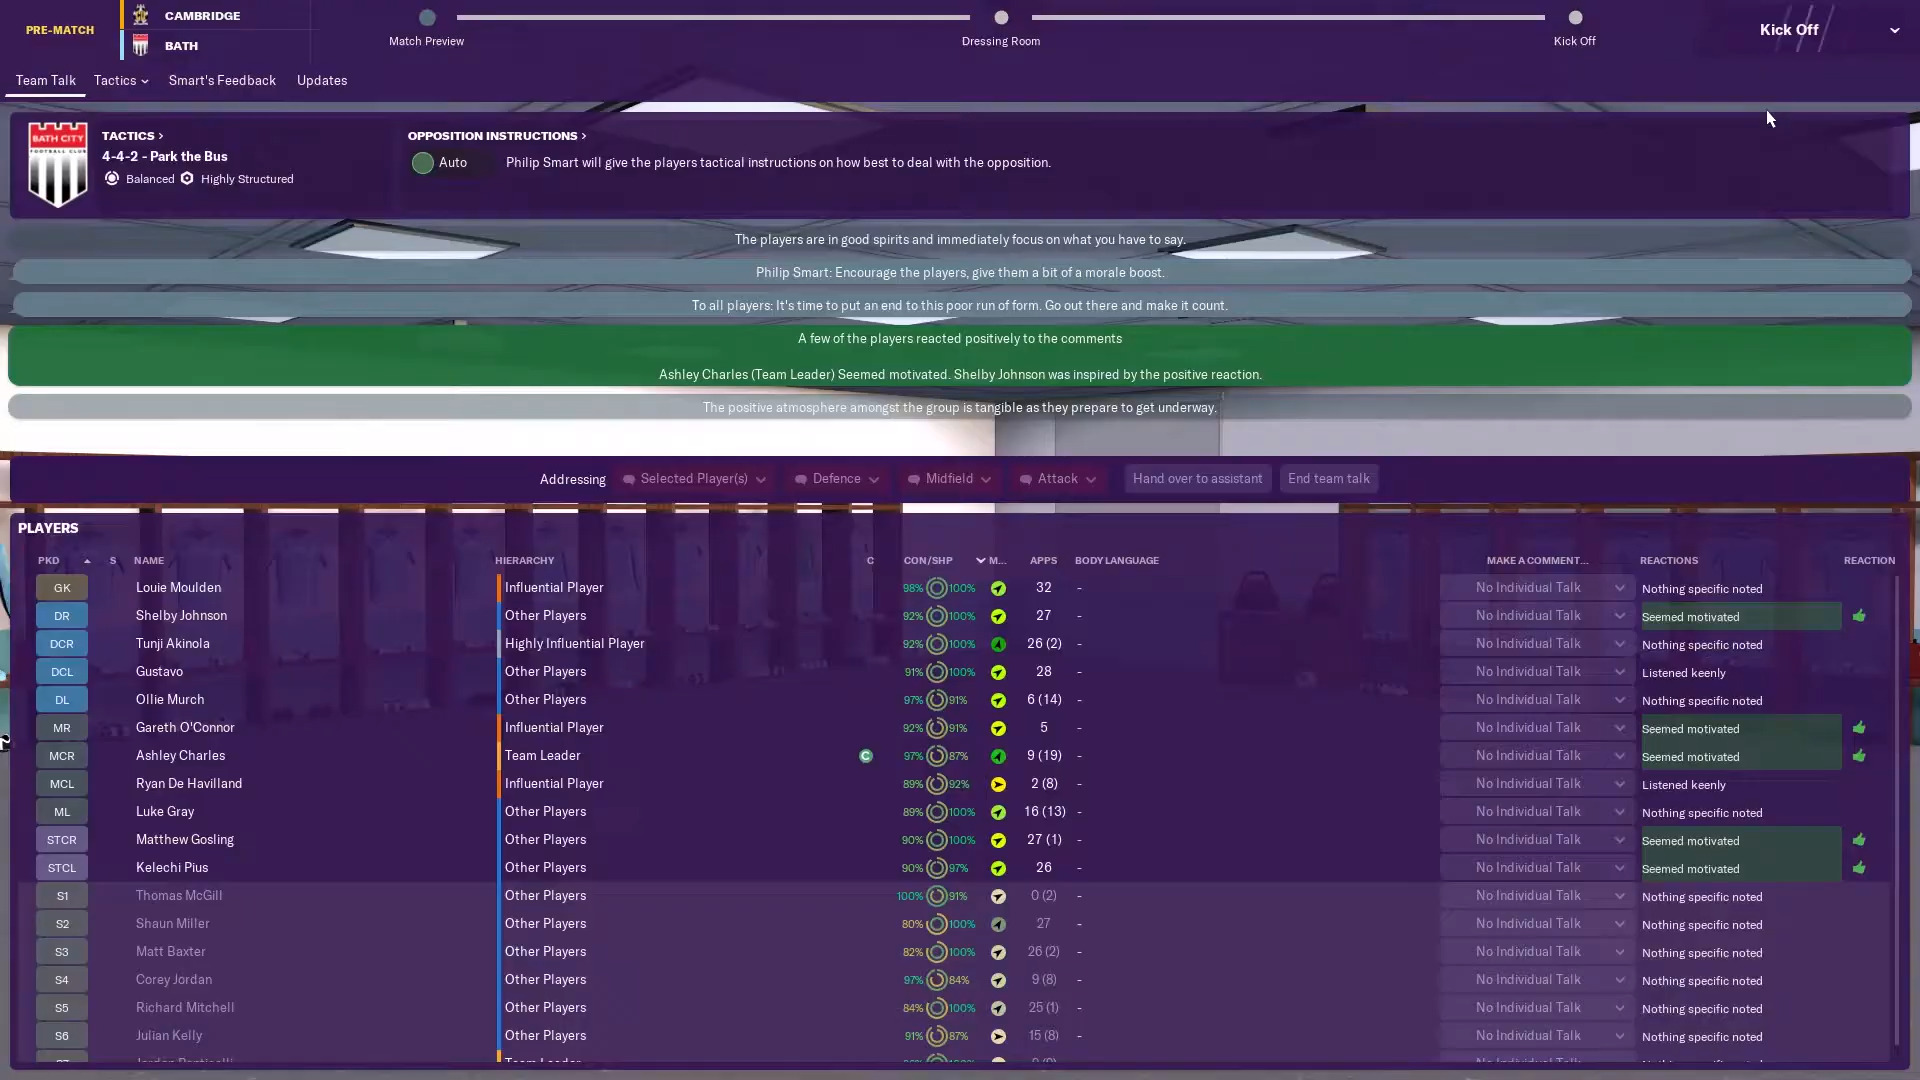 PRE-MATCH
CAMBRIDGE
BATH
Match Preview
Dressing Room
Kick Off
Kick Off
Team Talk Tactics Smart's Feedback Updates
BATH CITY
FOOTBALL CLUB
TACTICS >
4-4-2 - Park the Bus
Balanced Highly Structured
OPPOSITION INSTRUCTIONS >
Auto Philip Smart will give the players tactical instructions on how best to deal with the opposition.
The players are in good spirits and immediately focus on what you have to say.
Philip Smart: Encourage the players, give them a bit of a morale boost.
To all players: It's time to put an end to this poor run of form. Go out there and make it count.
A few of the players reacted positively to the comments
Ashley Charles (Team Leader) Seemed motivated. Shelby Johnson was inspired by the positive reaction.
The positive atmosphere amongst the group is tangible as they prepare to get underway.
Addressing Selected Player(s) Defence Midfield Attack Hand over to assistant End team talk
PLAYERS
PKD S NAME HIERARCHY C CON/SHP M... APPS BODY LANGUAGE MAKE A COMMENT... REACTIONS REACTION
GK Louie Moulden Influential Player 98% 100% 32 - No Individual Talk Nothing specific noted
DR Shelby Johnson Other Players 92% 100% 27 - No Individual Talk Seemed motivated
DCR Tunji Akinola Highly Influential Player 92% 100% 26 (2) - No Individual Talk Nothing specific noted
DCL Gustavo Other Players 91% 100% 28 - No Individual Talk Listened keenly
DL Ollie Murch Other Players 97% 91% 6 (14) - No Individual Talk Nothing specific noted
MR Gareth O'Connor Influential Player 92% 91% 5 - No Individual Talk Seemed motivated
MCR Ashley Charles Team Leader C 97% 87% 9 (19) - No Individual Talk Seemed motivated
MCL Ryan De Havilland Influential Player 89% 92% 2 (8) - No Individual Talk Listened keenly
ML Luke Gray Other Players 89% 100% 16 (13) - No Individual Talk Nothing specific noted
STCR Matthew Gosling Other Players 90% 100% 27 (1) - No Individual Talk Seemed motivated
STCL Kelechi Pius Other Players 90% 97% 26 - No Individual Talk Seemed motivated
S1 Thomas McGill Other Players 100% 91% 0 (2) - No Individual Talk Nothing specific noted
S2 Shaun Miller Other Players 80% 100% 27 - No Individual Talk Nothing specific noted
S3 Matt Baxter Other Players 82% 100% 26 (2) - No Individual Talk Nothing specific noted
S4 Corey Jordan Other Players 97% 84% 9 (8) - No Individual Talk Nothing specific noted
S5 Richard Mitchell Other Players 84% 100% 25 (1) - No Individual Talk Nothing specific noted
S6 Julian Kelly Other Players 91% 87% 15 (8) - No Individual Talk Nothing specific noted
Team Leader